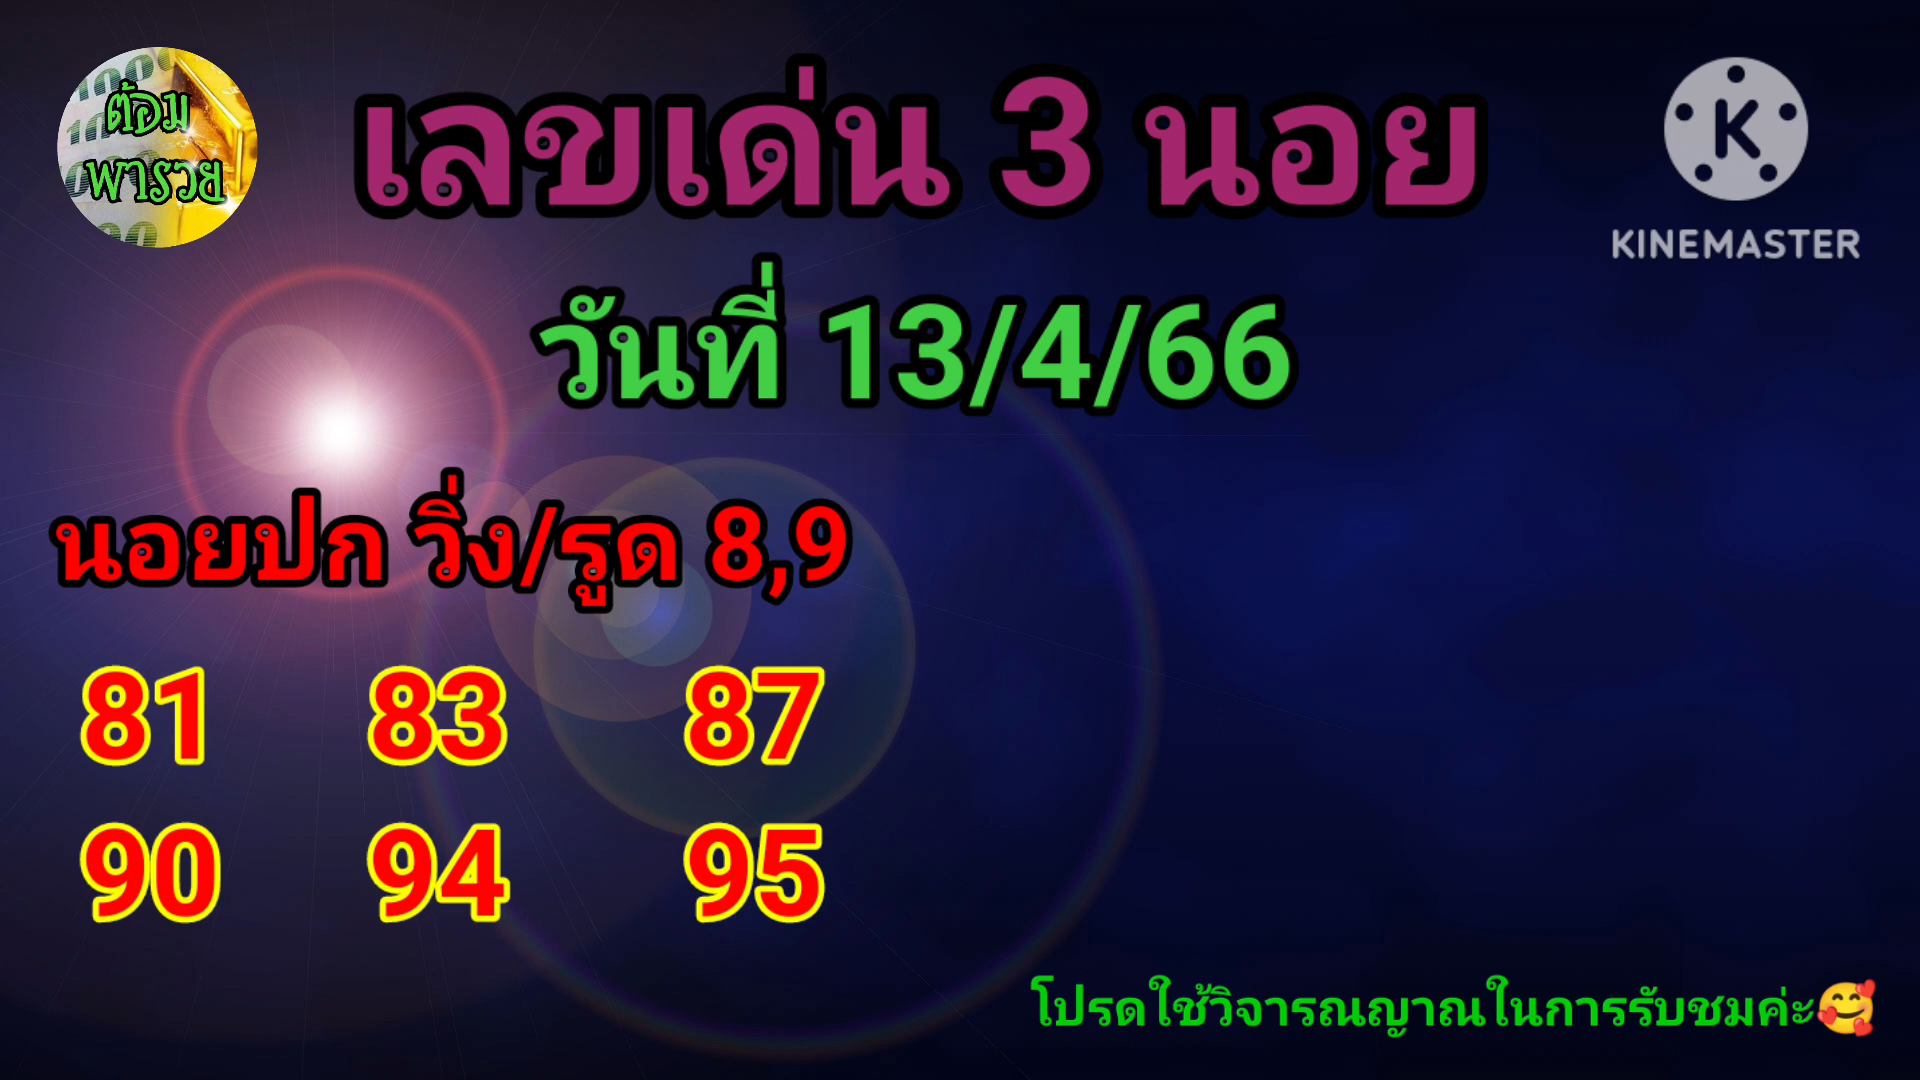 ต้อม
พารวย
เลขเด่น 3 นอย
K
KINEMASTER
วันที่ 13/4/66
นอยปก วิ่ง/รูด 8,9
81 83 87
90 94 95
โปรดใช้วิจารณญาณในการรับชมค่ะ🥰